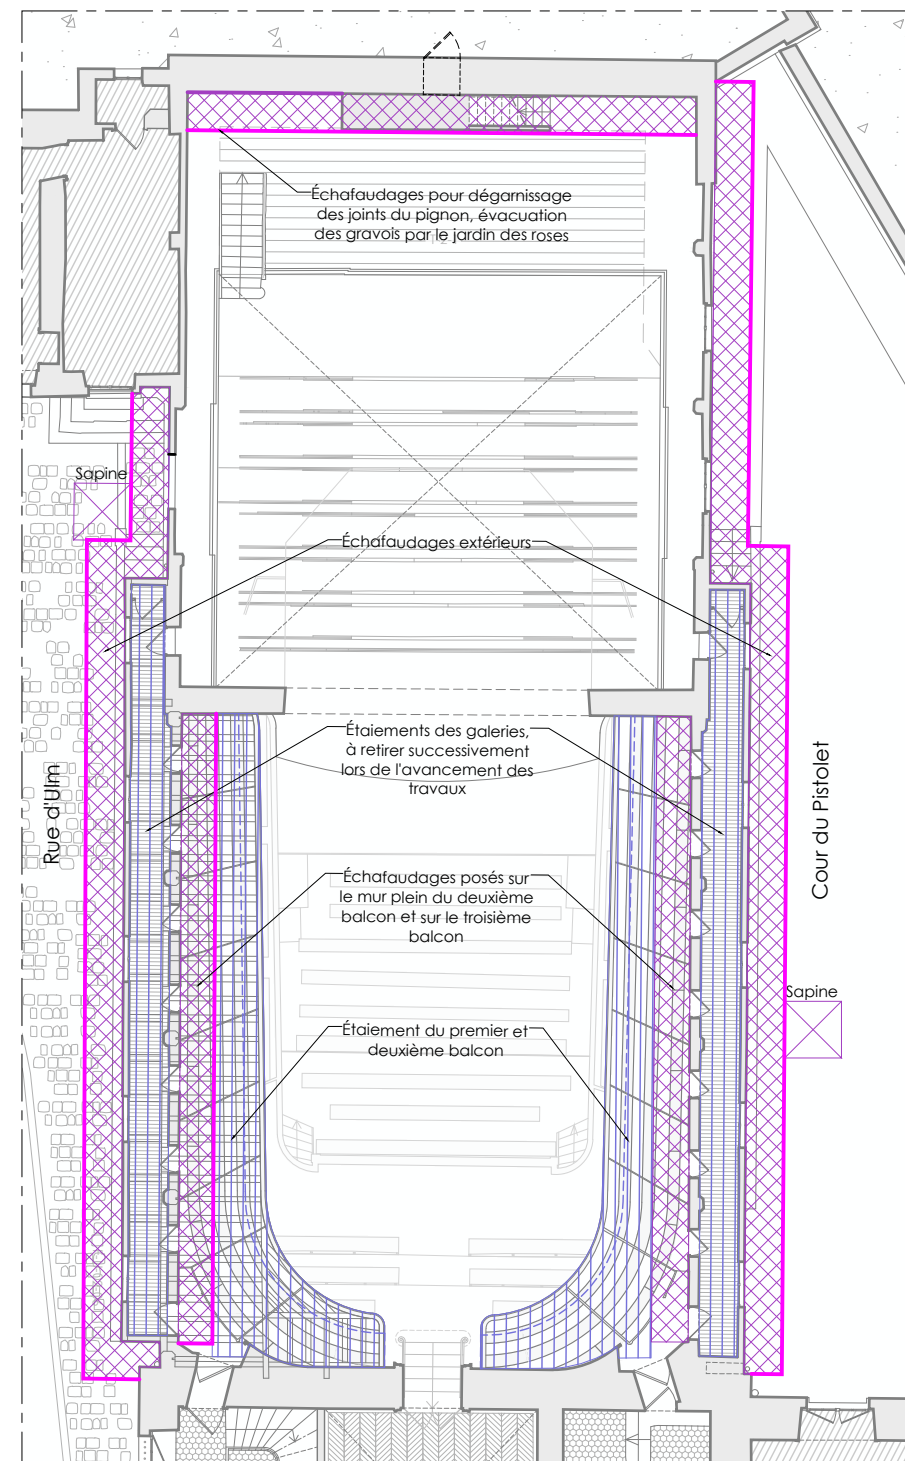 Échafaudages pour dégarnissage
des joints du pignon, évacuation
des gravois par le jardin des roses
Sapine
Échafaudages extérieurs
Étaiements des galeries,
à retirer successivement
lors de l'avancement des
travaux
Rue d'Ulm
Cour du Pistolet
Échafaudages posés sur
le mur plein du deuxième
balcon et sur le troisième
balcon
Sapine
Étaiement du premier et
deuxième balcon